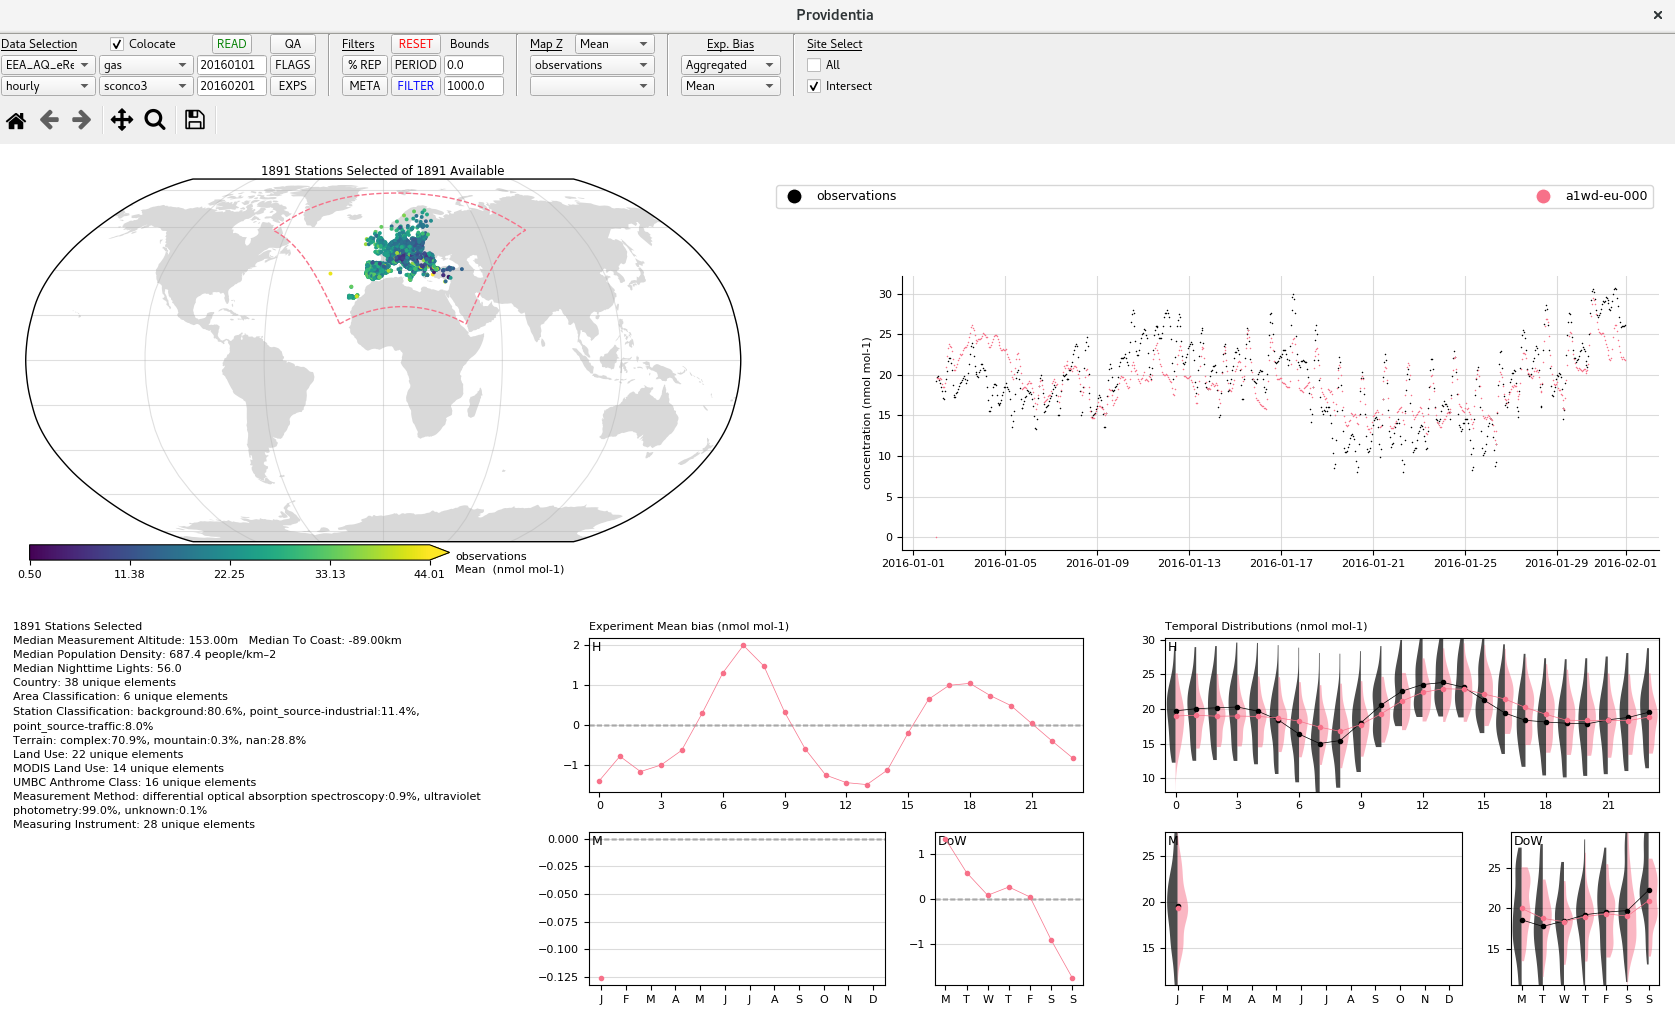 Providentia ×
Data Selection Colocate READ QA Filters RESET Bounds Map Z Mean Exp. Bias Site Select
EEA_AQ_eRe gas 20160101 FLAGS % REP PERIOD 0.0 observations Aggregated All
hourly sconco3 20160201 EXPS META FILTER 1000.0 Mean Intersect
1891 Stations Selected of 1891 Available
observations a1wd-eu-000
30
25
20
15
10
5
0
concentration (nmol mol-1)
2016-01-01 2016-01-05 2016-01-09 2016-01-13 2016-01-17 2016-01-21 2016-01-25 2016-01-29 2016-02-01
0.50 11.38 22.25 33.13 44.01
observations
Mean (nmol mol-1)
1891 Stations Selected
Median Measurement Altitude: 153.00m Median To Coast: -89.00km
Median Population Density: 687.4 people/km–2
Median Nighttime Lights: 56.0
Country: 38 unique elements
Area Classification: 6 unique elements
Station Classification: background:80.6%, point_source-industrial:11.4%,
point_source-traffic:8.0%
Terrain: complex:70.9%, mountain:0.3%, nan:28.8%
Land Use: 22 unique elements
MODIS Land Use: 14 unique elements
UMBC Anthrome Class: 16 unique elements
Measurement Method: differential optical absorption spectroscopy:0.9%, ultraviolet
photometry:99.0%, unknown:0.1%
Measuring Instrument: 28 unique elements
Experiment Mean bias (nmol mol-1)
H
2
1
0
−1
0 3 6 9 12 15 18 21
Temporal Distributions (nmol mol-1)
H
30
25
20
15
10
0 3 6 9 12 15 18 21
M
0.000
−0.025
−0.050
−0.075
−0.100
−0.125
J F M A M J J A S O N D
DoW
1
0
−1
M T W T F S S
M
25
20
15
J F M A M J J A S O N D
DoW
25
20
15
M T W T F S S